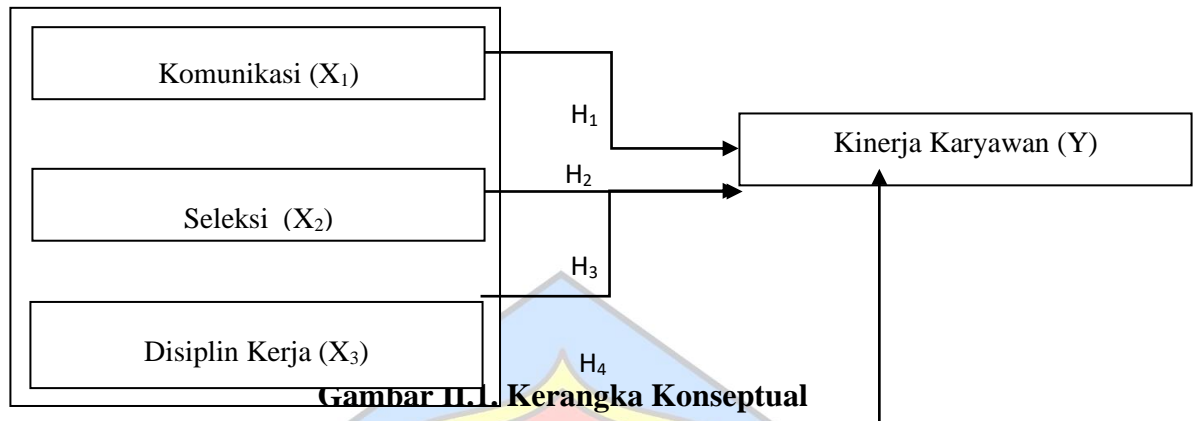 Komunikasi (X₁)
H₁
Kinerja Karyawan (Y)
H₂
Seleksi (X₂)
H₃
Disiplin Kerja (X₃)
H₄
Gambar II.1. Kerangka Konseptual